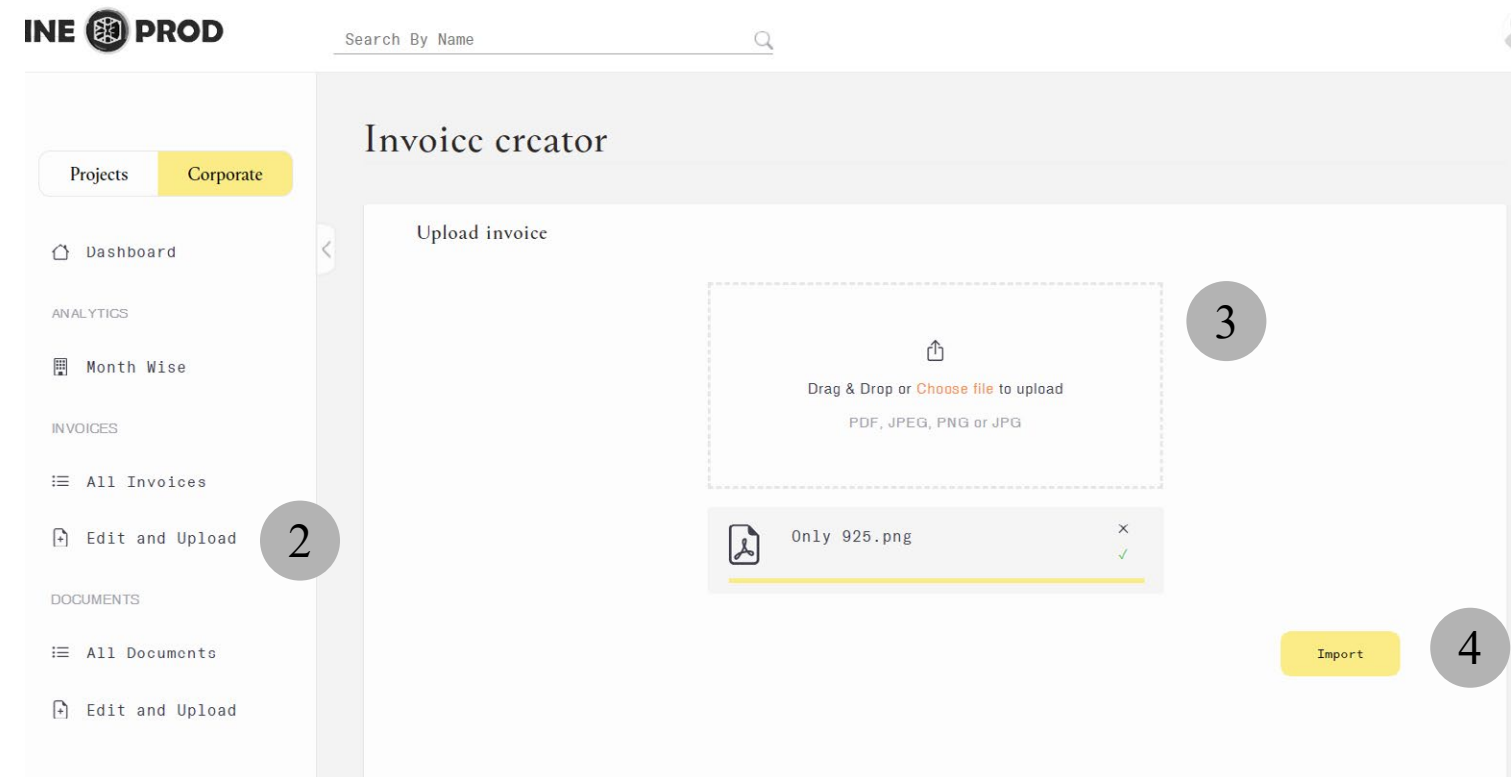 INE PROD
Search By Name
Projects Corporate
Dashboard
ANALYTICS
Month Wise
INVOICES
All Invoices
Edit and Upload
2
DOCUMENTS
All Documents
Edit and Upload
Invoice creator
Upload invoice
3
Drag & Drop or Choose file to upload
PDF, JPEG, PNG or JPG
Only 925.png
Import
4